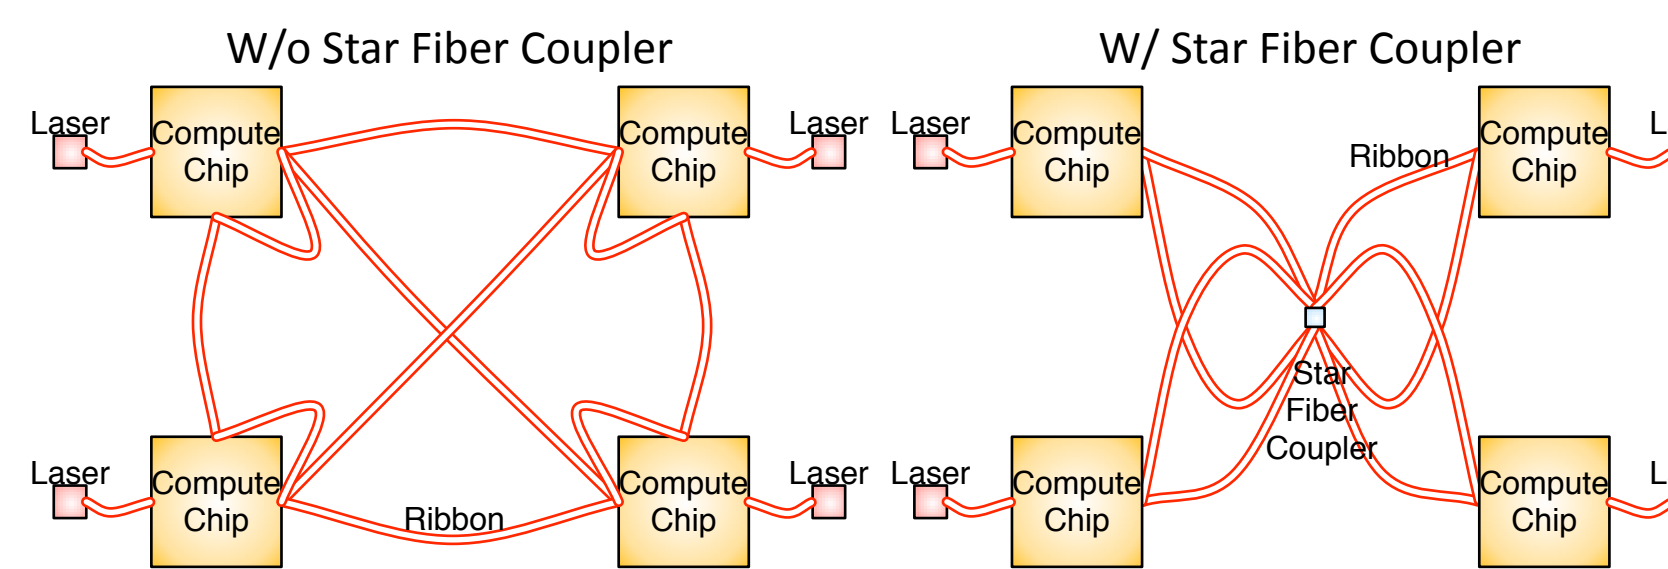 W/o Star Fiber Coupler
Laser
Compute
Chip
Compute
Chip
Laser
Laser
Compute
Chip
Ribbon
Compute
Chip
Laser
W/ Star Fiber Coupler
Laser
Compute
Chip
Ribbon
Compute
Chip
L
Star
Fiber
Coupler
Laser
Compute
Chip
Compute
Chip
L